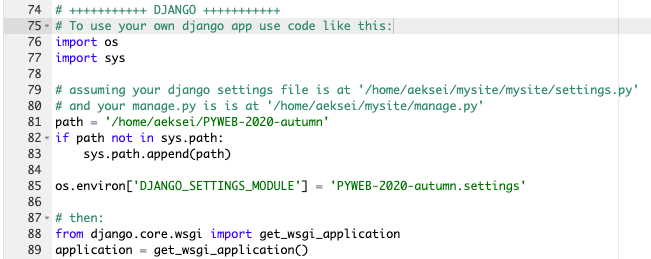 74 # +++++++++++ DJANGO +++++++++++
75 # To use your own django app use code like this:
76 import os
77 import sys
78
79 # assuming your django settings file is at '/home/aeksei/mysite/mysite/settings.py'
80 # and your manage.py is is at '/home/aeksei/mysite/manage.py'
81 path = '/home/aeksei/PYWEB-2020-autumn'
82 if path not in sys.path:
83     sys.path.append(path)
84
85 os.environ['DJANGO_SETTINGS_MODULE'] = 'PYWEB-2020-autumn.settings'
86
87 # then:
88 from django.core.wsgi import get_wsgi_application
89 application = get_wsgi_application()